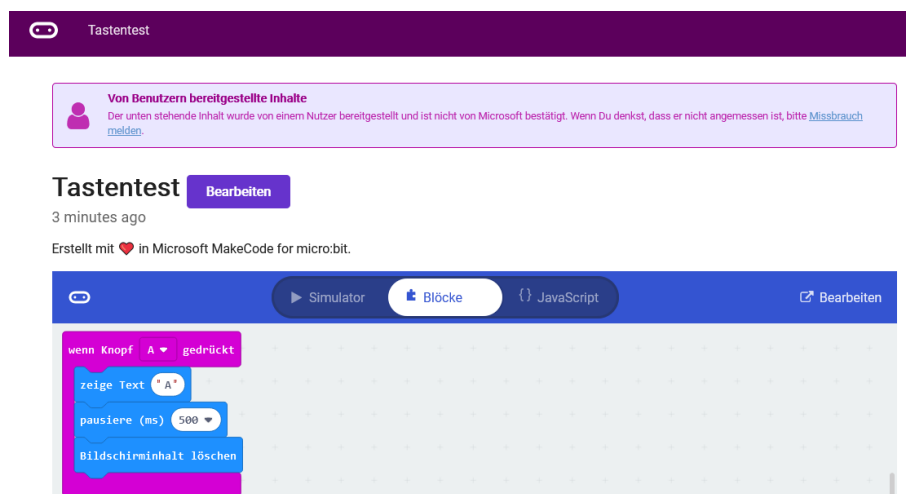 Tastentest
Von Benutzern bereitgestellte Inhalte
Der unten stehende Inhalt wurde von einem Nutzer bereitgestellt und ist nicht von Microsoft bestätigt. Wenn Du denkst, dass er nicht angemessen ist, bitte Missbrauch
melden.
Tastentest Bearbeiten
3 minutes ago
Erstellt mit ❤️ in Microsoft MakeCode for micro:bit.
Simulator Blöcke {} JavaScript Bearbeiten
wenn Knopf A gedrückt
zeige Text "A"
pausiere (ms) 500
Bildschirminhalt löschen